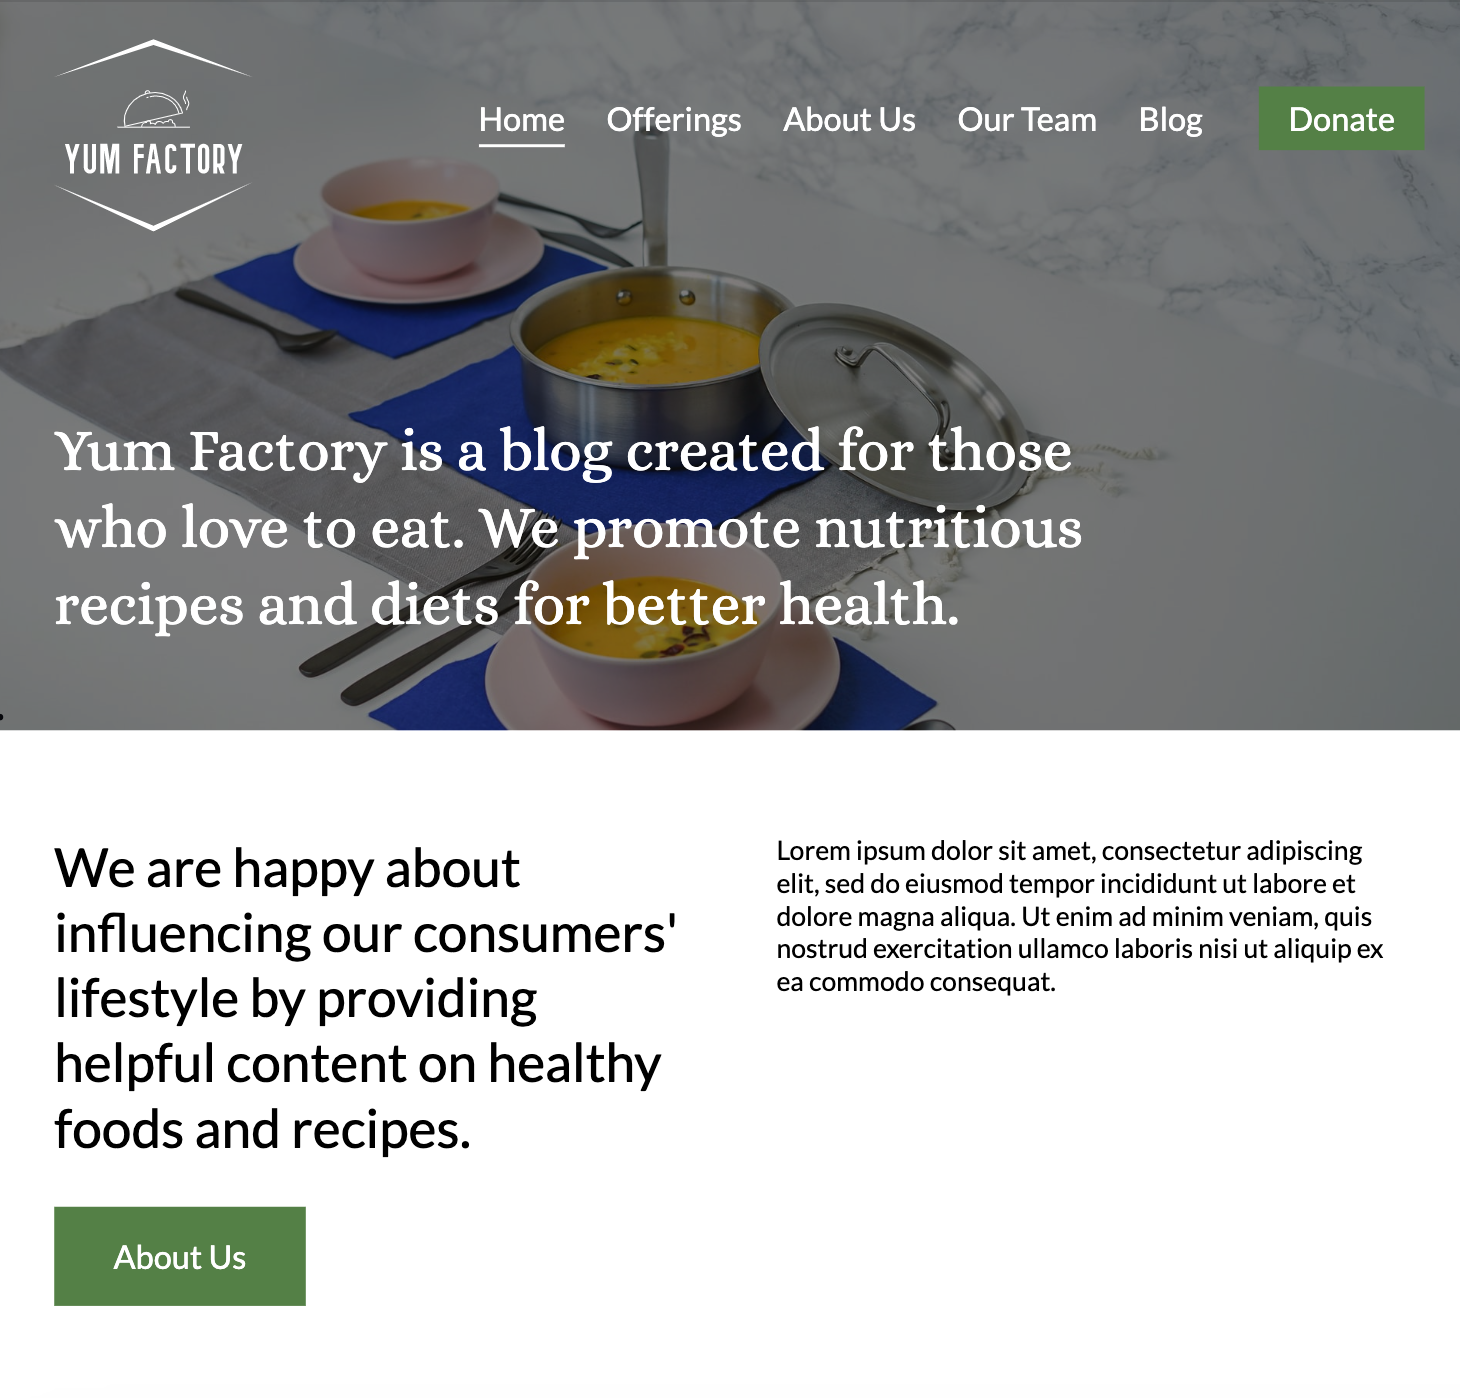 YUM FACTORY
Home Offerings About Us Our Team Blog Donate
Yum Factory is a blog created for those
who love to eat. We promote nutritious
recipes and diets for better health.
We are happy about
influencing our consumers'
lifestyle by providing
helpful content on healthy
foods and recipes.
About Us
Lorem ipsum dolor sit amet, consectetur adipiscing
elit, sed do eiusmod tempor incididunt ut labore et
dolore magna aliqua. Ut enim ad minim veniam, quis
nostrud exercitation ullamco laboris nisi ut aliquip ex
ea commodo consequat.